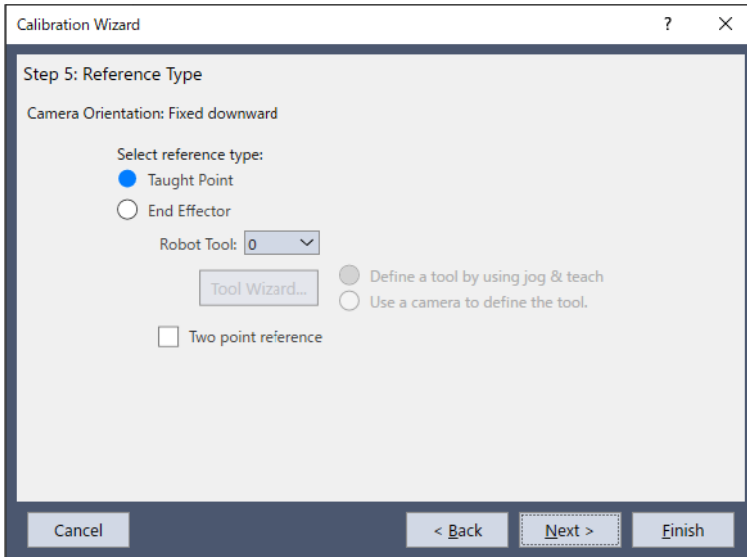 Calibration Wizard
Step 5: Reference Type
Camera Orientation: Fixed downward
Select reference type:
Taught Point
End Effector
Robot Tool: 0
Tool Wizard...
Define a tool by using jog & teach
Use a camera to define the tool.
Two point reference
Cancel
< Back
Next >
Finish